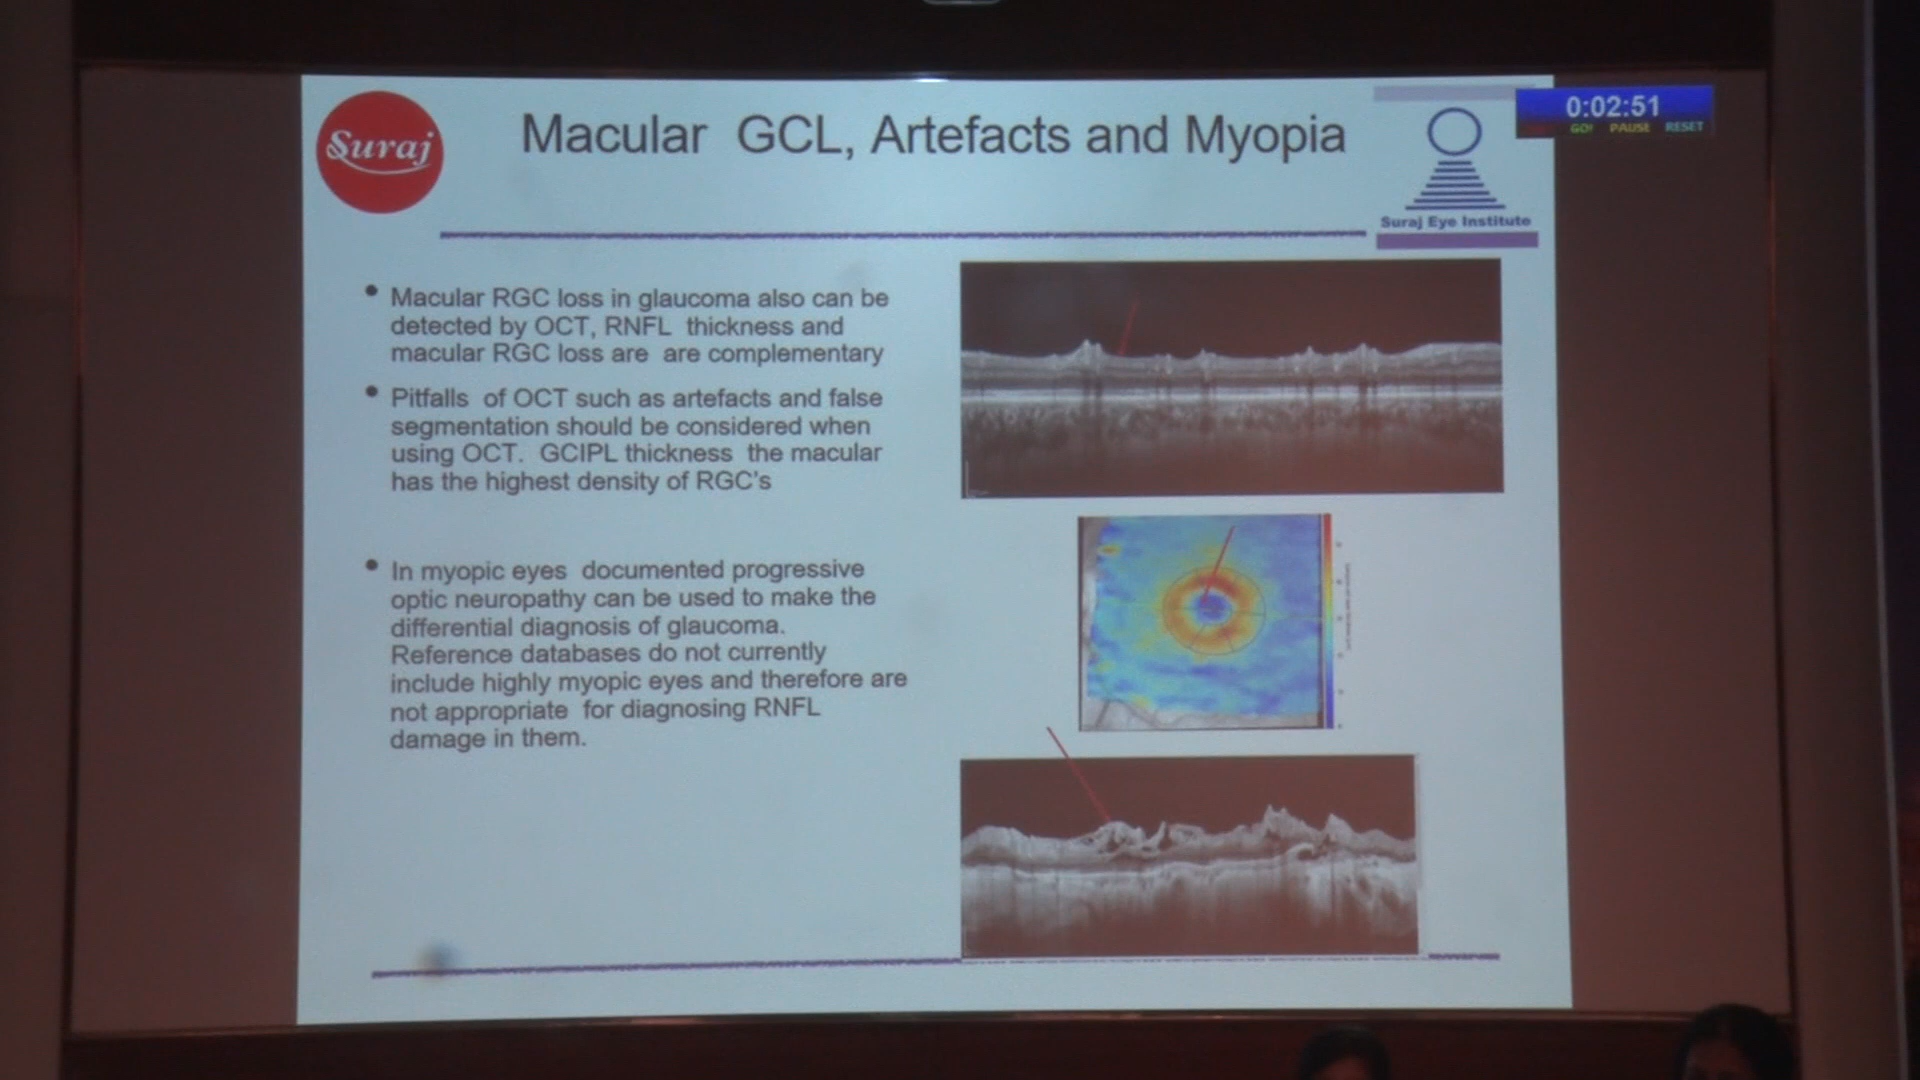 Suraj
Macular GCL, Artefacts and Myopia
0:02:51
GO! PAUSE RESET
Suraj Eye Institute
• Macular RGC loss in glaucoma also can be
detected by OCT, RNFL thickness and
macular RGC loss are are complementary
• Pitfalls of OCT such as artefacts and false
segmentation should be considered when
using OCT. GCIPL thickness the macular
has the highest density of RGC's
• In myopic eyes documented progressive
optic neuropathy can be used to make the
differential diagnosis of glaucoma.
Reference databases do not currently
include highly myopic eyes and therefore are
not appropriate for diagnosing RNFL
damage in them.